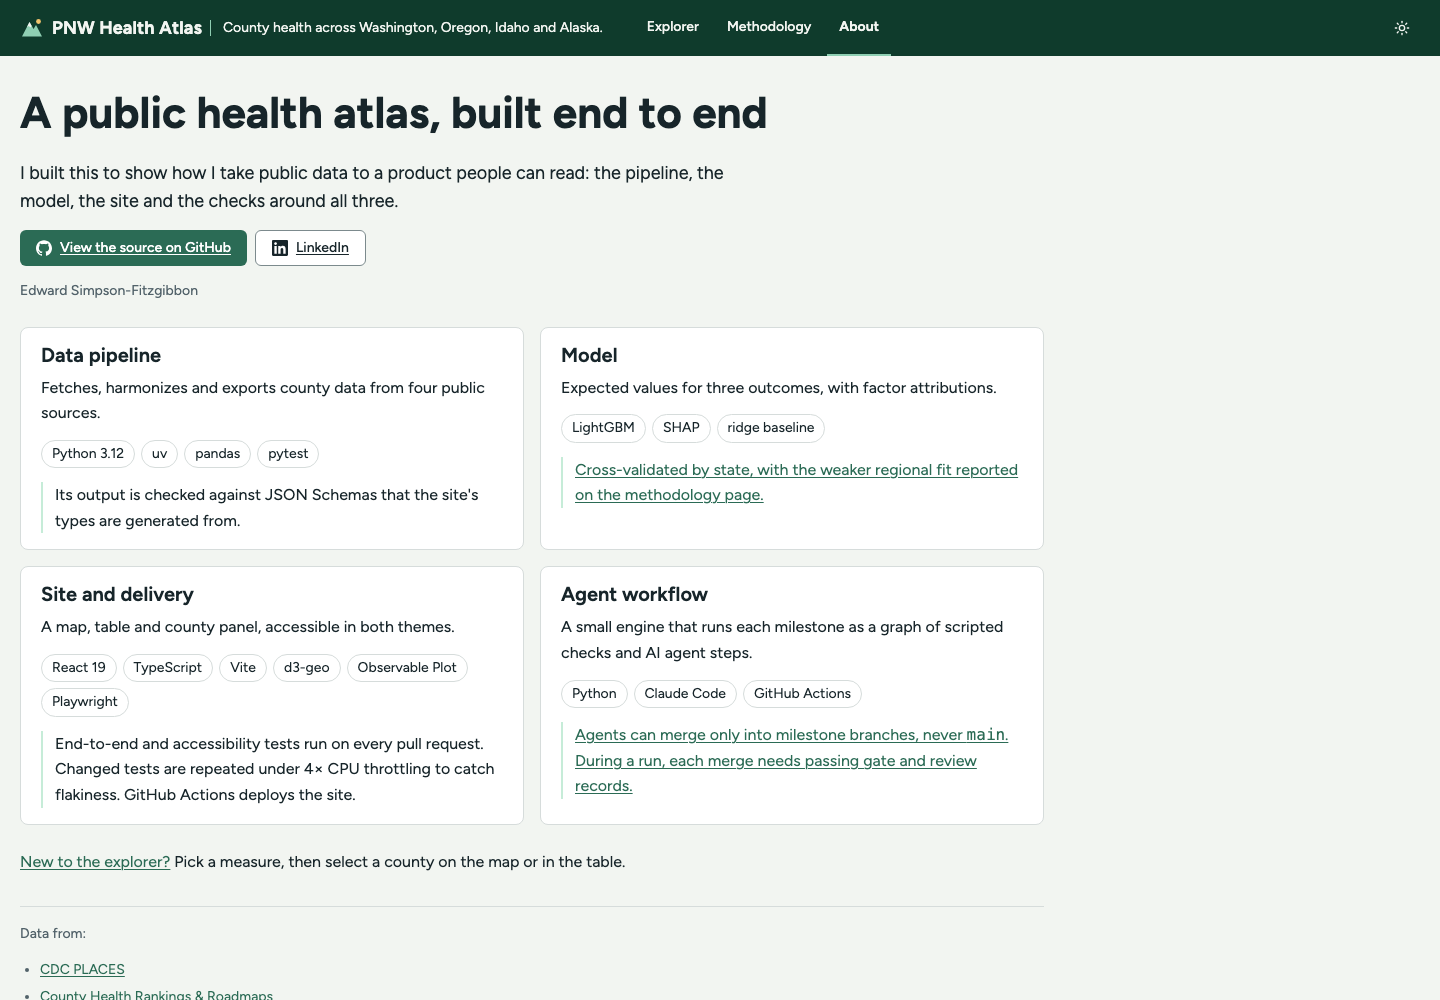 PNW Health Atlas
County health across Washington, Oregon, Idaho and Alaska.
Explorer
Methodology
About
A public health atlas, built end to end
I built this to show how I take public data to a product people can read: the pipeline, the
model, the site and the checks around all three.
View the source on GitHub
LinkedIn
Edward Simpson-Fitzgibbon
Data pipeline
Fetches, harmonizes and exports county data from four public
sources.
Python 3.12
uv
pandas
pytest
Its output is checked against JSON Schemas that the site's
types are generated from.
Model
Expected values for three outcomes, with factor attributions.
LightGBM
SHAP
ridge baseline
Cross-validated by state, with the weaker regional fit reported
on the methodology page.
Site and delivery
A map, table and county panel, accessible in both themes.
React 19
TypeScript
Vite
d3-geo
Observable Plot
Playwright
End-to-end and accessibility tests run on every pull request.
Changed tests are repeated under 4× CPU throttling to catch
flakiness. GitHub Actions deploys the site.
Agent workflow
A small engine that runs each milestone as a graph of scripted
checks and AI agent steps.
Python
Claude Code
GitHub Actions
Agents can merge only into milestone branches, never main.
During a run, each merge needs passing gate and review
records.
New to the explorer? Pick a measure, then select a county on the map or in the table.
Data from:
• CDC PLACES
• County Health Rankings & Roadmaps